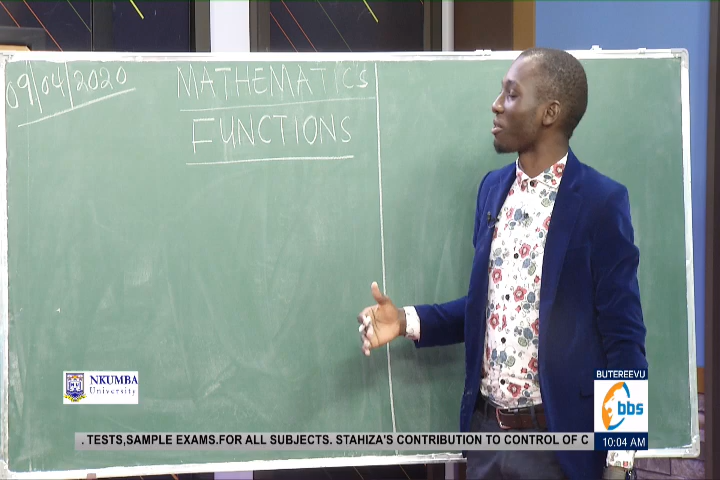 09/04/2020
MATHEMATIC'S
FUNCTIONS
NKUMBA
University
BUTEREEVU
bbs
. TESTS,SAMPLE EXAMS.FOR ALL SUBJECTS. STAHIZA'S CONTRIBUTION TO CONTROL OF C
10:04 AM